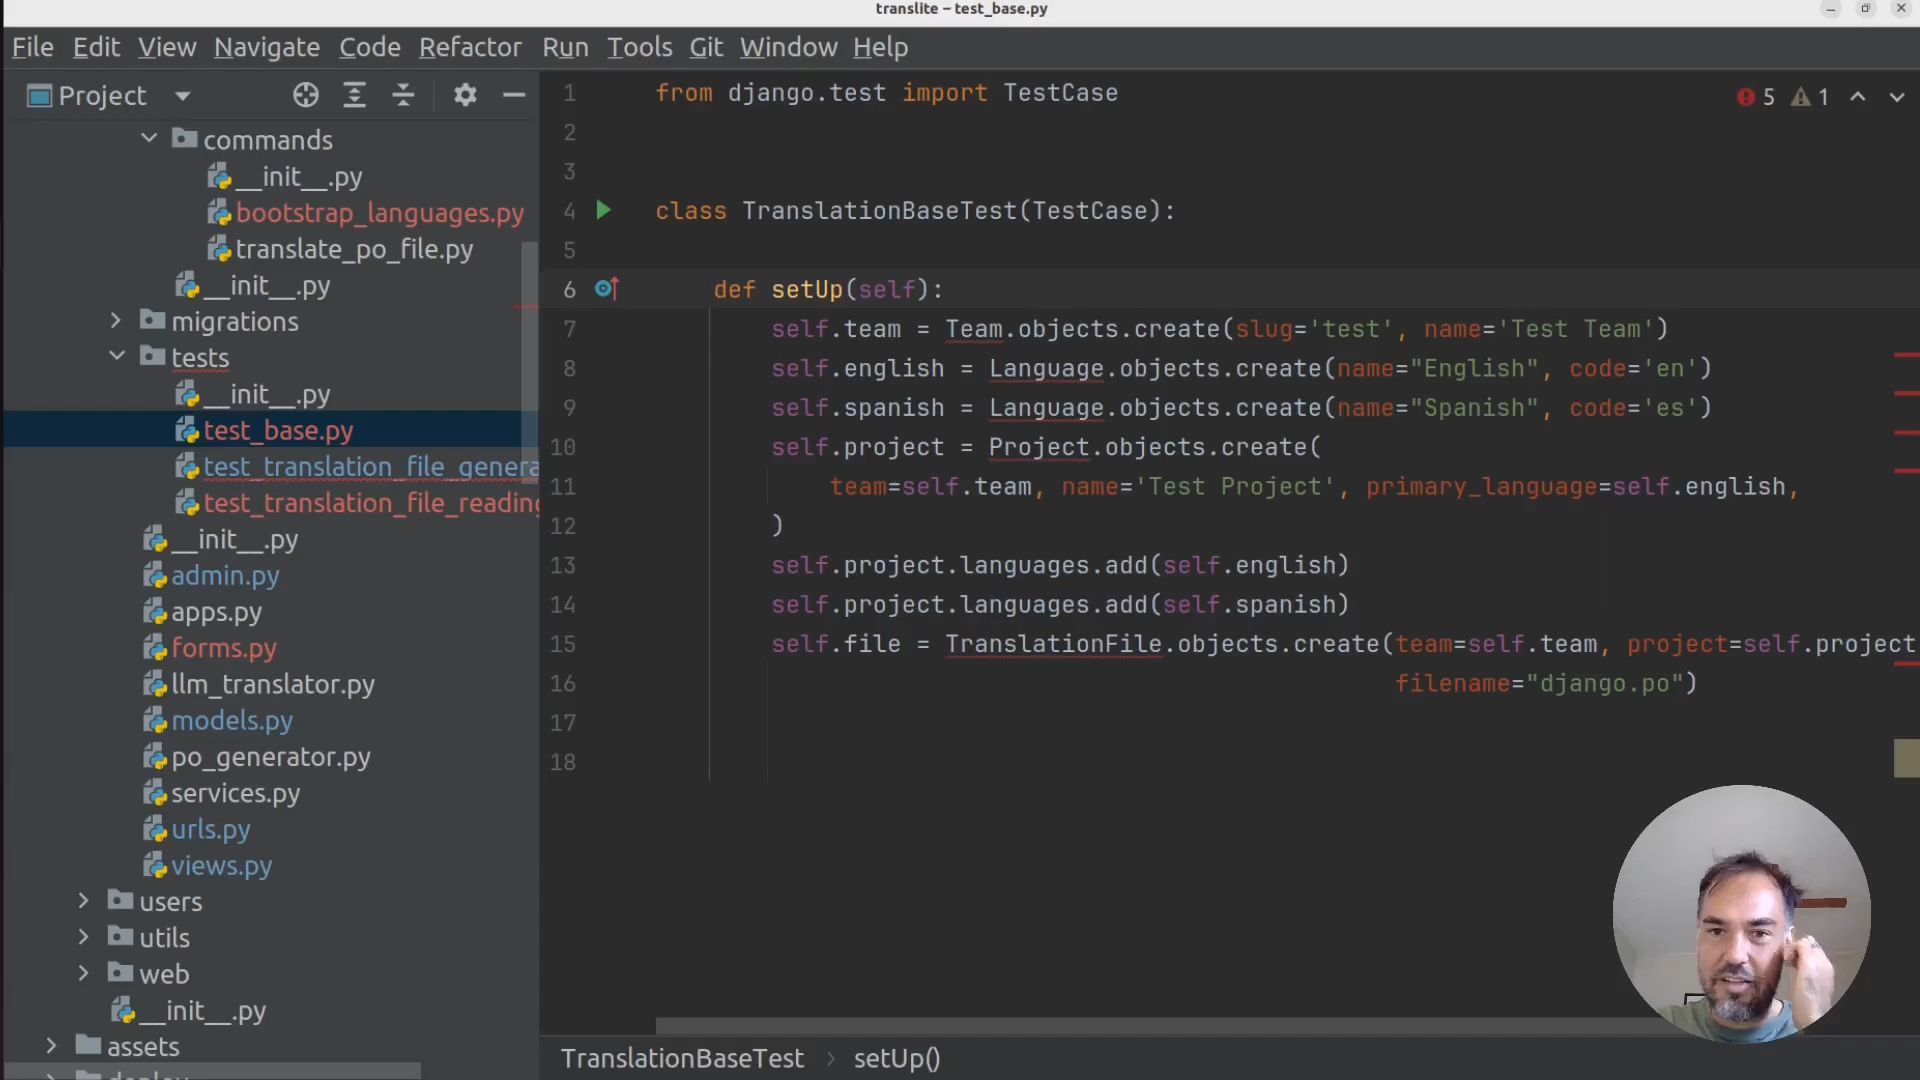 translite – test_base.py
File Edit View Navigate Code Refactor Run Tools Git Window Help
Project
commands
__init__.py
bootstrap_languages.py
translate_po_file.py
__init__.py
migrations
tests
__init__.py
test_base.py
test_translation_file_genera
test_translation_file_reading
__init__.py
admin.py
apps.py
forms.py
llm_translator.py
models.py
po_generator.py
services.py
urls.py
views.py
users
utils
web
__init__.py
assets
5 1
1 from django.test import TestCase
2
3
4 class TranslationBaseTest(TestCase):
5
6 def setUp(self):
7 self.team = Team.objects.create(slug='test', name='Test Team')
8 self.english = Language.objects.create(name="English", code='en')
9 self.spanish = Language.objects.create(name="Spanish", code='es')
10 self.project = Project.objects.create(
11 team=self.team, name='Test Project', primary_language=self.english,
12 )
13 self.project.languages.add(self.english)
14 self.project.languages.add(self.spanish)
15 self.file = TranslationFile.objects.create(team=self.team, project=self.project
16 filename="django.po")
17
18
TranslationBaseTest › setUp()